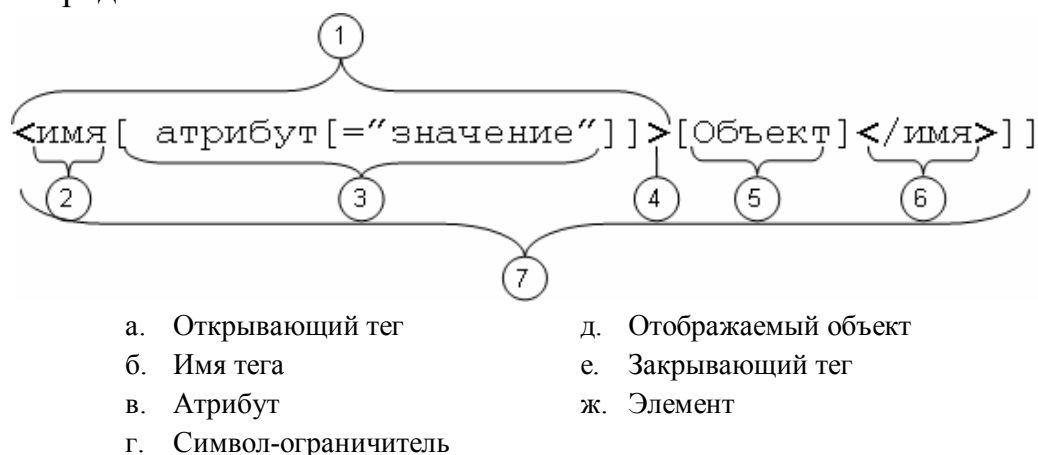 1
<имя[ атрибут[="значение"]]>[Объект]</имя>]]
2 3 4 5 6
7
а. Открывающий тег д. Отображаемый объект
б. Имя тега е. Закрывающий тег
в. Атрибут ж. Элемент
г. Символ-ограничитель